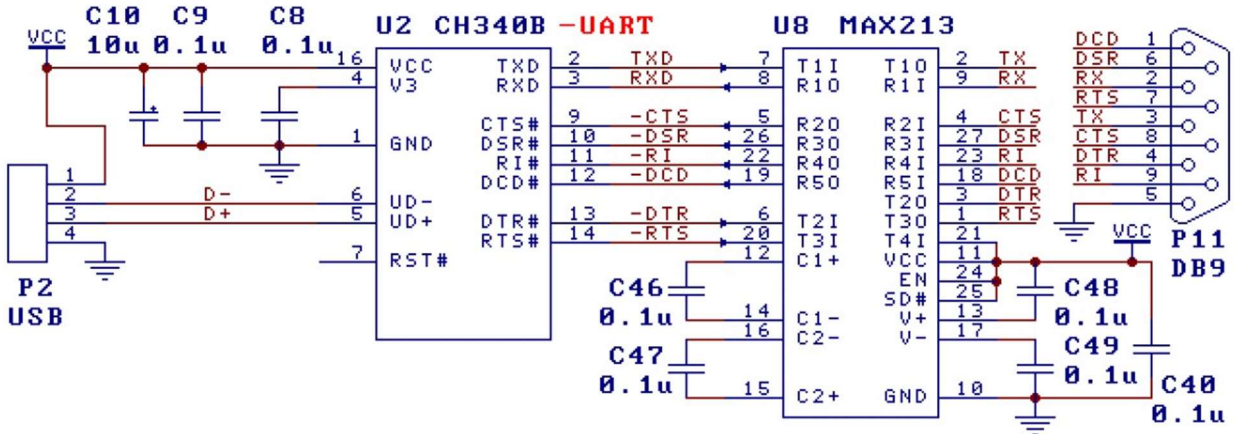 C10 C9 C8
10u 0.1u 0.1u
VCC
U2 CH340B -UART
16 VCC TXD 2 TXD
4 V3 RXD 3 RXD
CTS# 9 -CTS
1 GND DSR# 10 -DSR
RI# 11 -RI
DCD# 12 -DCD
6 UD-
5 UD+ DTR# 13 -DTR
RTS# 14 -RTS
7 RST#
1
2 D-
3 D+
4
P2
USB
U8 MAX213
7 T1I T1O 2 TX
8 R1O R1I 9 RX
5 R2O R2I 4 CTS
26 R3O R3I 27 DSR
22 R4O R4I 23 RI
19 R5O R5I 18 DCD
T2O 3 DTR
6 T2I T3O 1 RTS
20 T3I T4I 21
12 C1+ VCC 11
EN 24
SD# 25
14 C1- V+ 13
16 C2- V- 17
15 C2+ GND 10
C46
0.1u
C47
0.1u
DCD 1
DSR 6
RX 2
RTS 7
TX 3
CTS 8
DTR 4
RI 9
5
VCC
P11
DB9
C48
0.1u
C49
0.1u
C40
0.1u